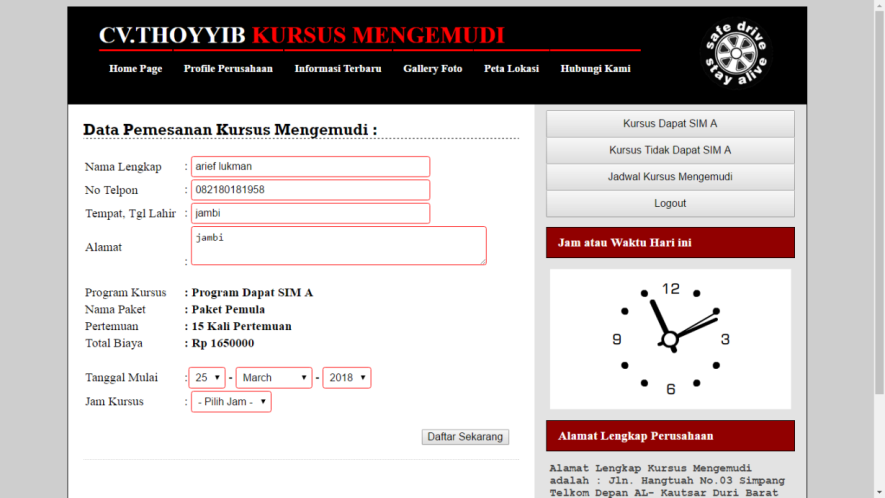 CV.THOYYIB KURSUS MENGEMUDI
safe drive
stay alive
Home Page Profile Perusahaan Informasi Terbaru Gallery Foto Peta Lokasi Hubungi Kami
Data Pemesanan Kursus Mengemudi :
Nama Lengkap : arief lukman
No Telpon : 082180181958
Tempat, Tgl Lahir : jambi
Alamat : jambi
Program Kursus : Program Dapat SIM A
Nama Paket : Paket Pemula
Pertemuan : 15 Kali Pertemuan
Total Biaya : Rp 1650000
Tanggal Mulai : 25 - March - 2018
Jam Kursus : - Pilih Jam -
Daftar Sekarang
Kursus Dapat SIM A
Kursus Tidak Dapat SIM A
Jadwal Kursus Mengemudi
Logout
Jam atau Waktu Hari ini
12
9 3
6
Alamat Lengkap Perusahaan
Alamat Lengkap Kursus Mengemudi
adalah : Jln. Hangtuah No.03 Simpang
Telkom Depan AL- Kautsar Duri Barat